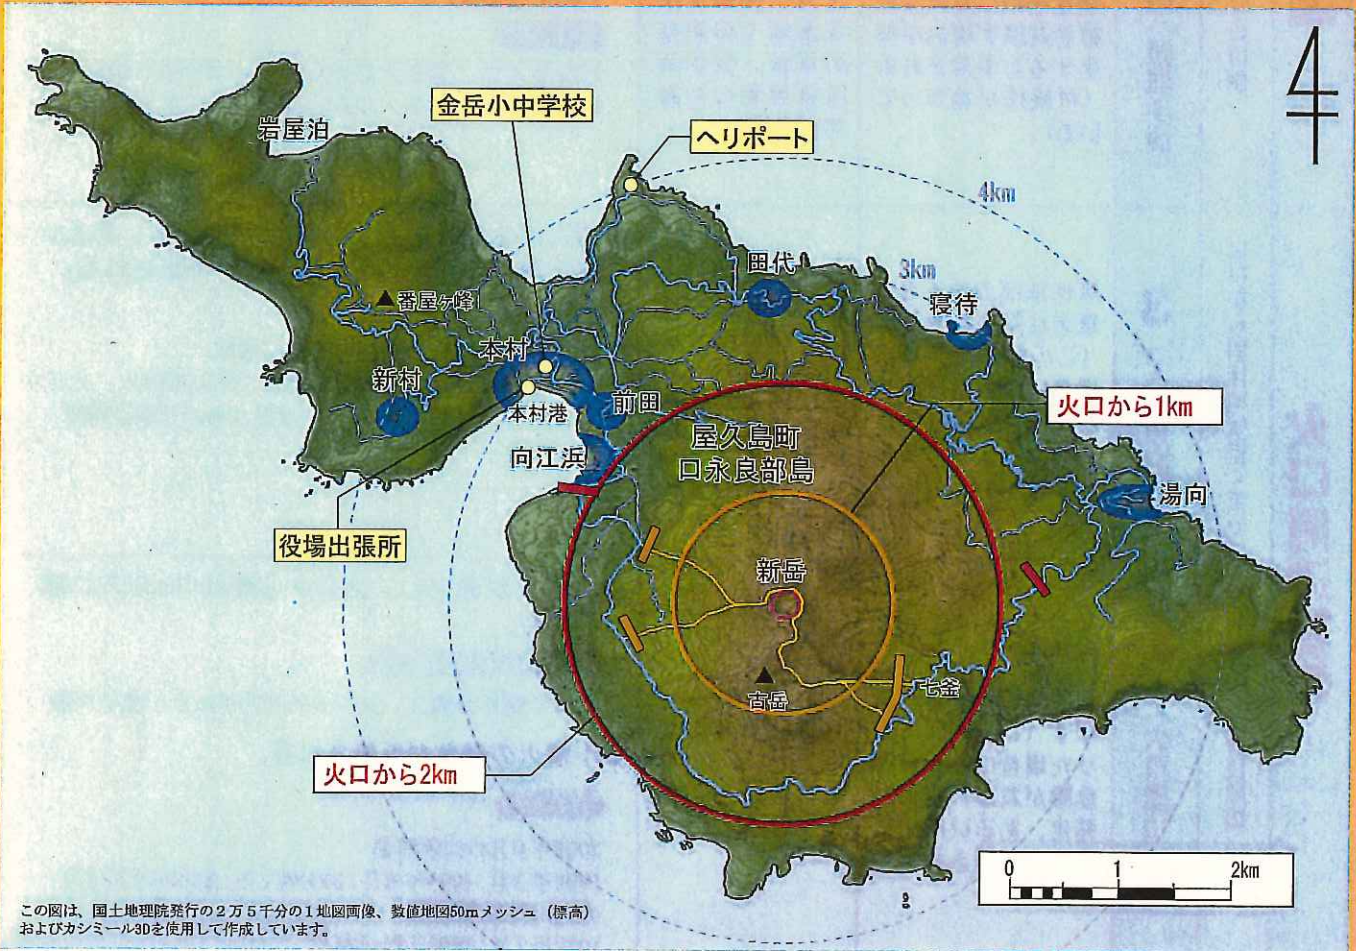 金岳小中学校
岩屋泊
ヘリポート
4km
3km
田代
寝待
番屋ヶ峰
本村
新村
本村港
前田
火口から1km
屋久島町
口永良部島
向江浜
湯向
役場出張所
新岳
七釜
古岳
火口から2km
0 1 2km
この図は、国土地理院発行の2万5千分の1地図画像、数値地図50mメッシュ（標高）
およびカシミール3Dを使用して作成しています。